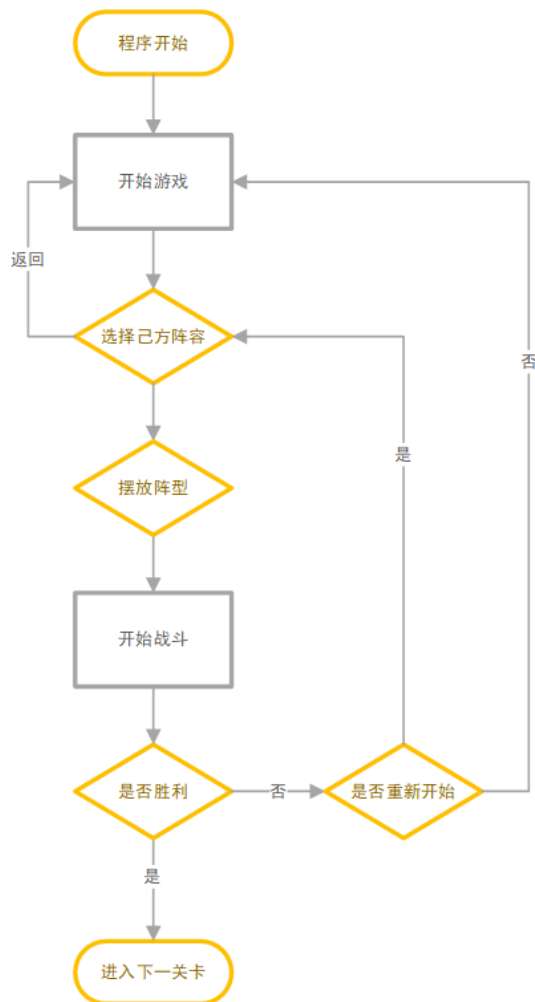 程序开始
开始游戏
返回
选择己方阵容
否
是
摆放阵型
开始战斗
是否胜利
否
是否重新开始
是
进入下一关卡